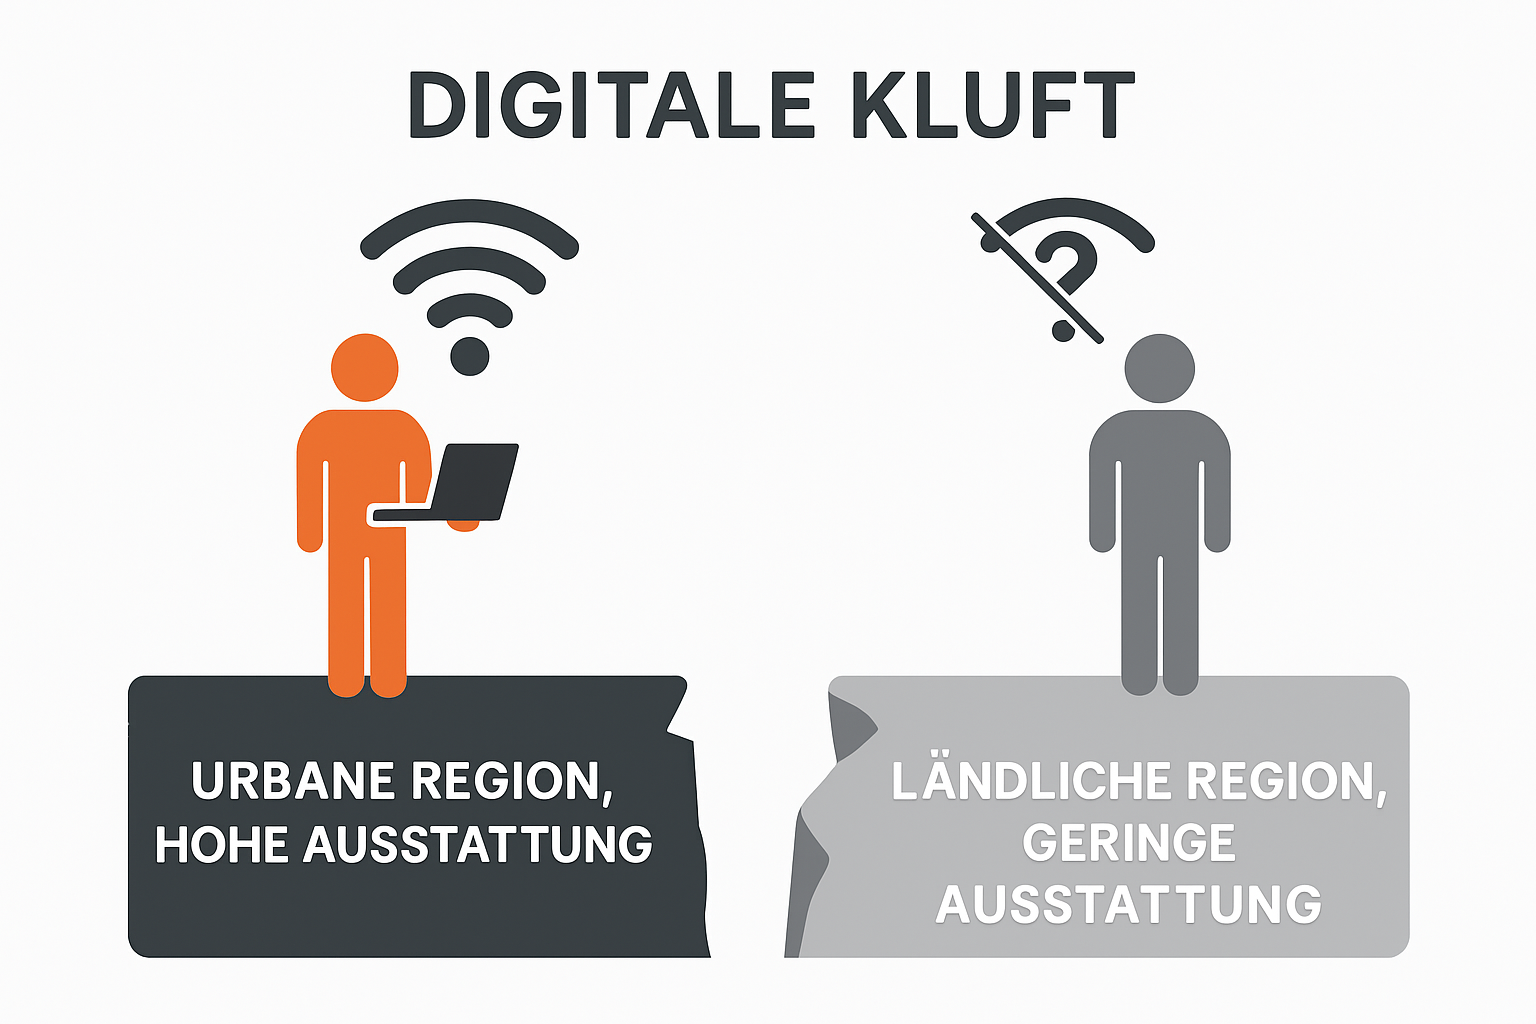 DIGITALE KLUFT
?
URBANE REGION,
HOHE AUSSTATTUNG
LÄNDLICHE REGION,
GERINGE
AUSSTATTUNG